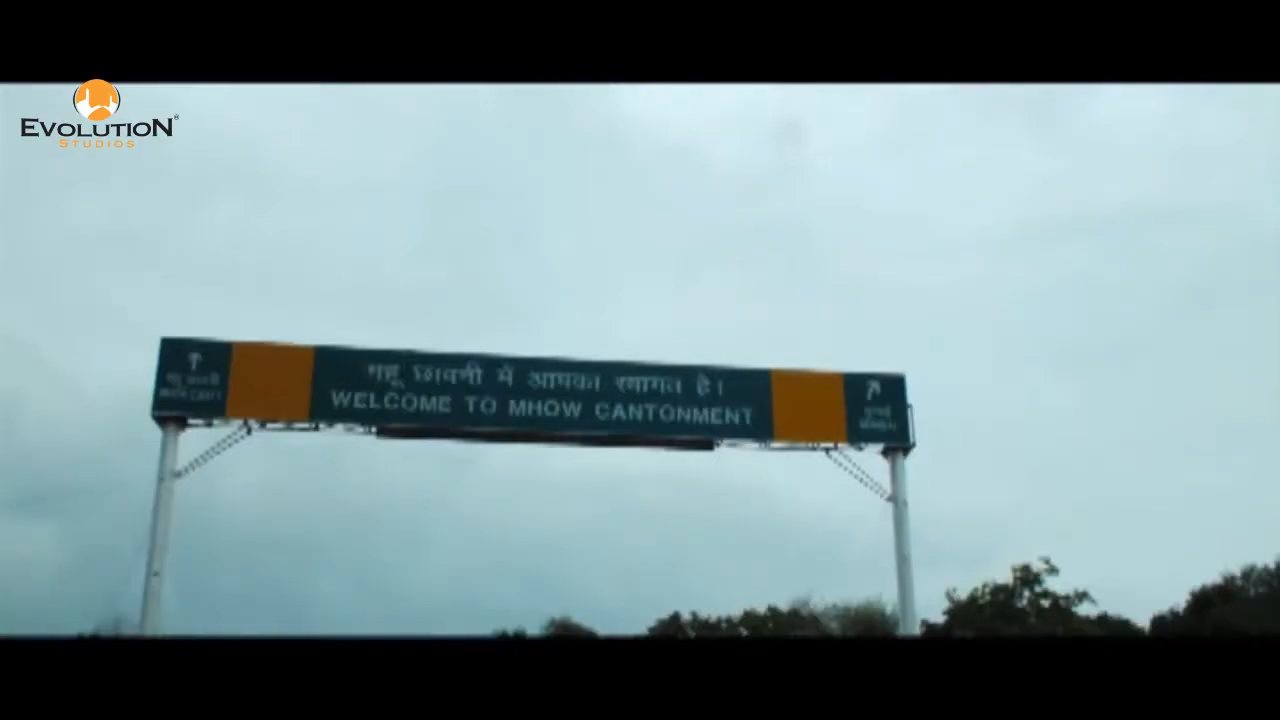 EVOLUTION
STUDIOS
महू छावनी में आपका स्वागत है।
WELCOME TO MHOW CANTONMENT